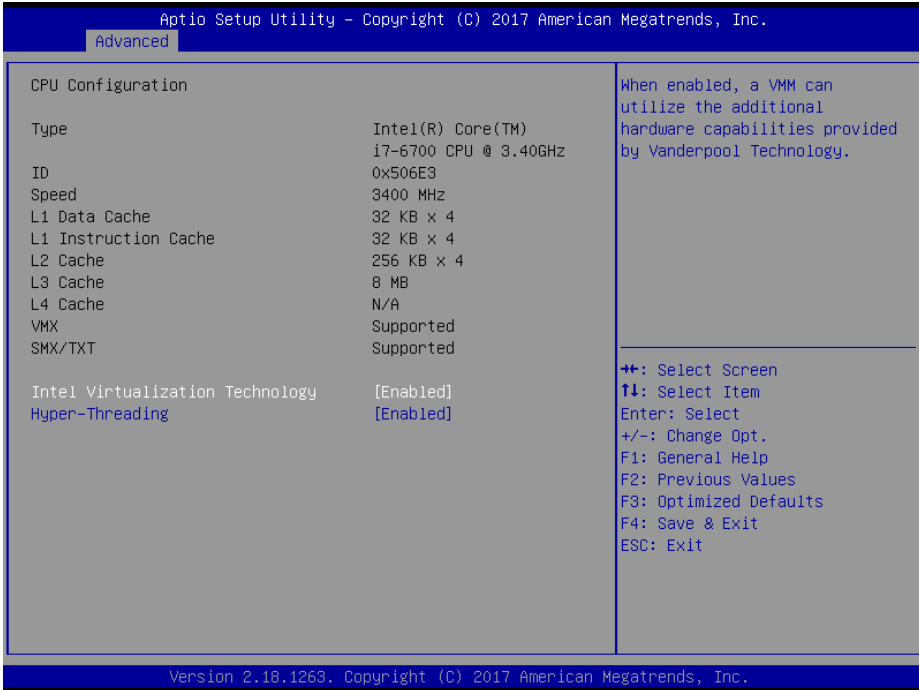 Aptio Setup Utility – Copyright (C) 2017 American Megatrends, Inc.
Advanced
CPU Configuration
Type Intel(R) Core(TM)
i7-6700 CPU @ 3.40GHz
ID 0x506E3
Speed 3400 MHz
L1 Data Cache 32 KB x 4
L1 Instruction Cache 32 KB x 4
L2 Cache 256 KB x 4
L3 Cache 8 MB
L4 Cache N/A
VMX Supported
SMX/TXT Supported
Intel Virtualization Technology [Enabled]
Hyper-Threading [Enabled]
When enabled, a VMM can
utilize the additional
hardware capabilities provided
by Vanderpool Technology.
→←: Select Screen
↑↓: Select Item
Enter: Select
+/-: Change Opt.
F1: General Help
F2: Previous Values
F3: Optimized Defaults
F4: Save & Exit
ESC: Exit
Version 2.18.1263. Copyright (C) 2017 American Megatrends, Inc.